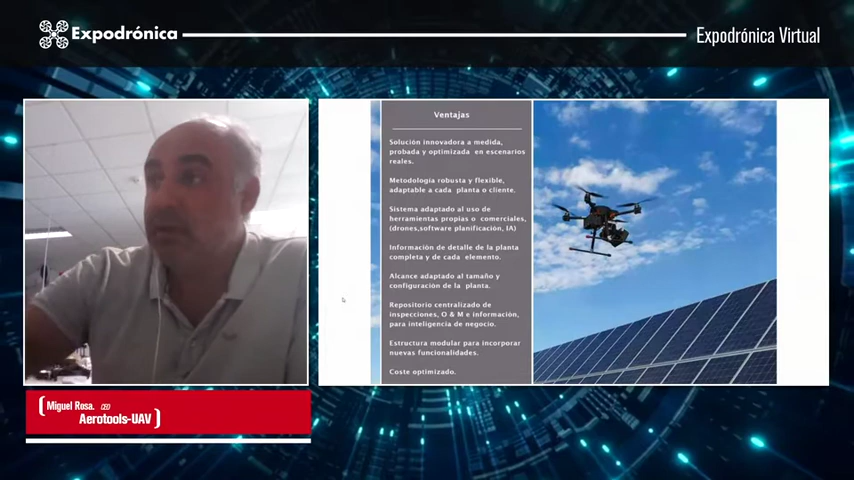 Expodrónica
Expodrónica Virtual
Ventajas
Solución innovadora a medida,
probada y optimizada en escenarios
reales.
Metodología robusta y flexible,
adaptable a cada planta o cliente.
Sistema adaptado al uso de
herramientas propias o comerciales,
(drones,software planificación, IA)
Información de detalle de la planta
completa y de cada elemento.
Alcance adaptado al tamaño y
configuración de la planta.
Repositorio centralizado de
inspecciones, O & M e información,
para inteligencia de negocio.
Estructura modular para incorporar
nuevas funcionalidades.
Coste optimizado.
Miguel Rosa. CEO
Aerotools-UAV